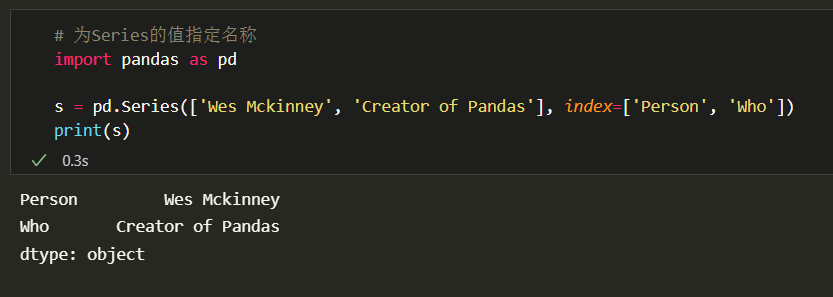 # 为Series的值指定名称
import pandas as pd
s = pd.Series(['Wes Mckinney', 'Creator of Pandas'], index=['Person', 'Who'])
print(s)
0.3s
Person Wes Mckinney
Who Creator of Pandas
dtype: object